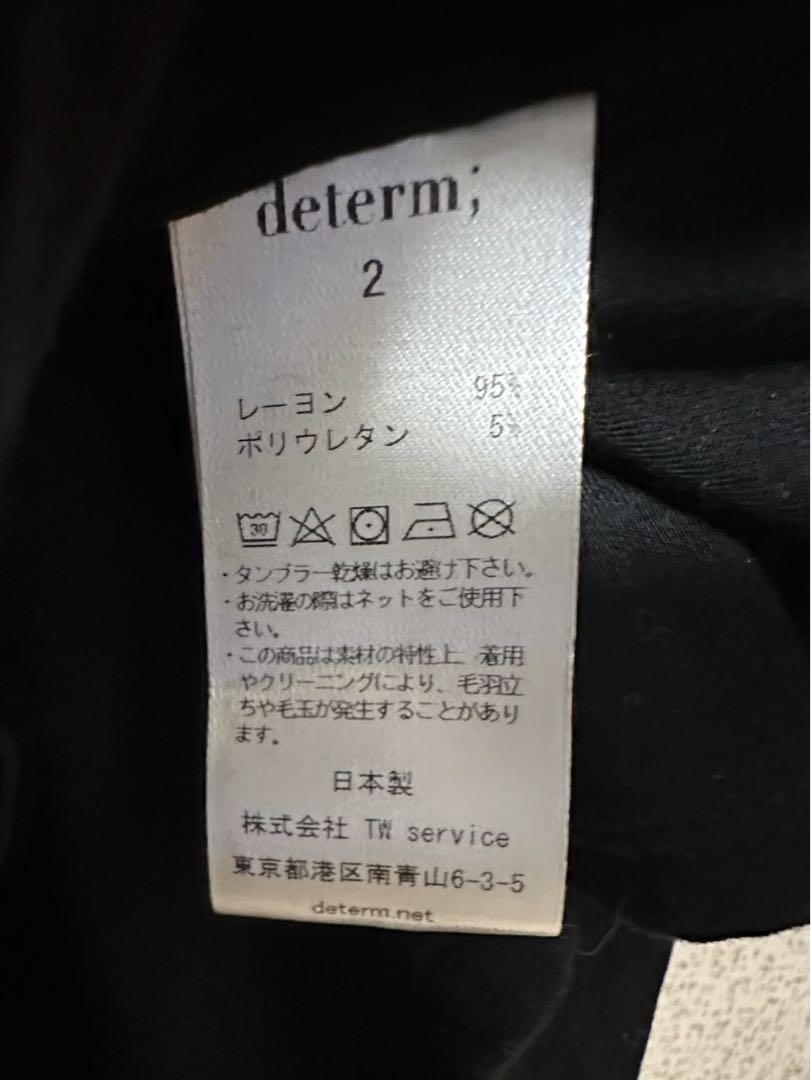 determ;
2
レーヨン 95%
ポリウレタン 5%
30
・タンブラー乾燥はお避け下さい。
・お洗濯の際はネットをご使用下
さい。
・この商品は素材の特性上、着用
やクリーニングにより、毛羽立
ちや毛玉が発生することがあり
ます。
日本製
株式会社 TW service
東京都港区南青山6-3-5
determ.net